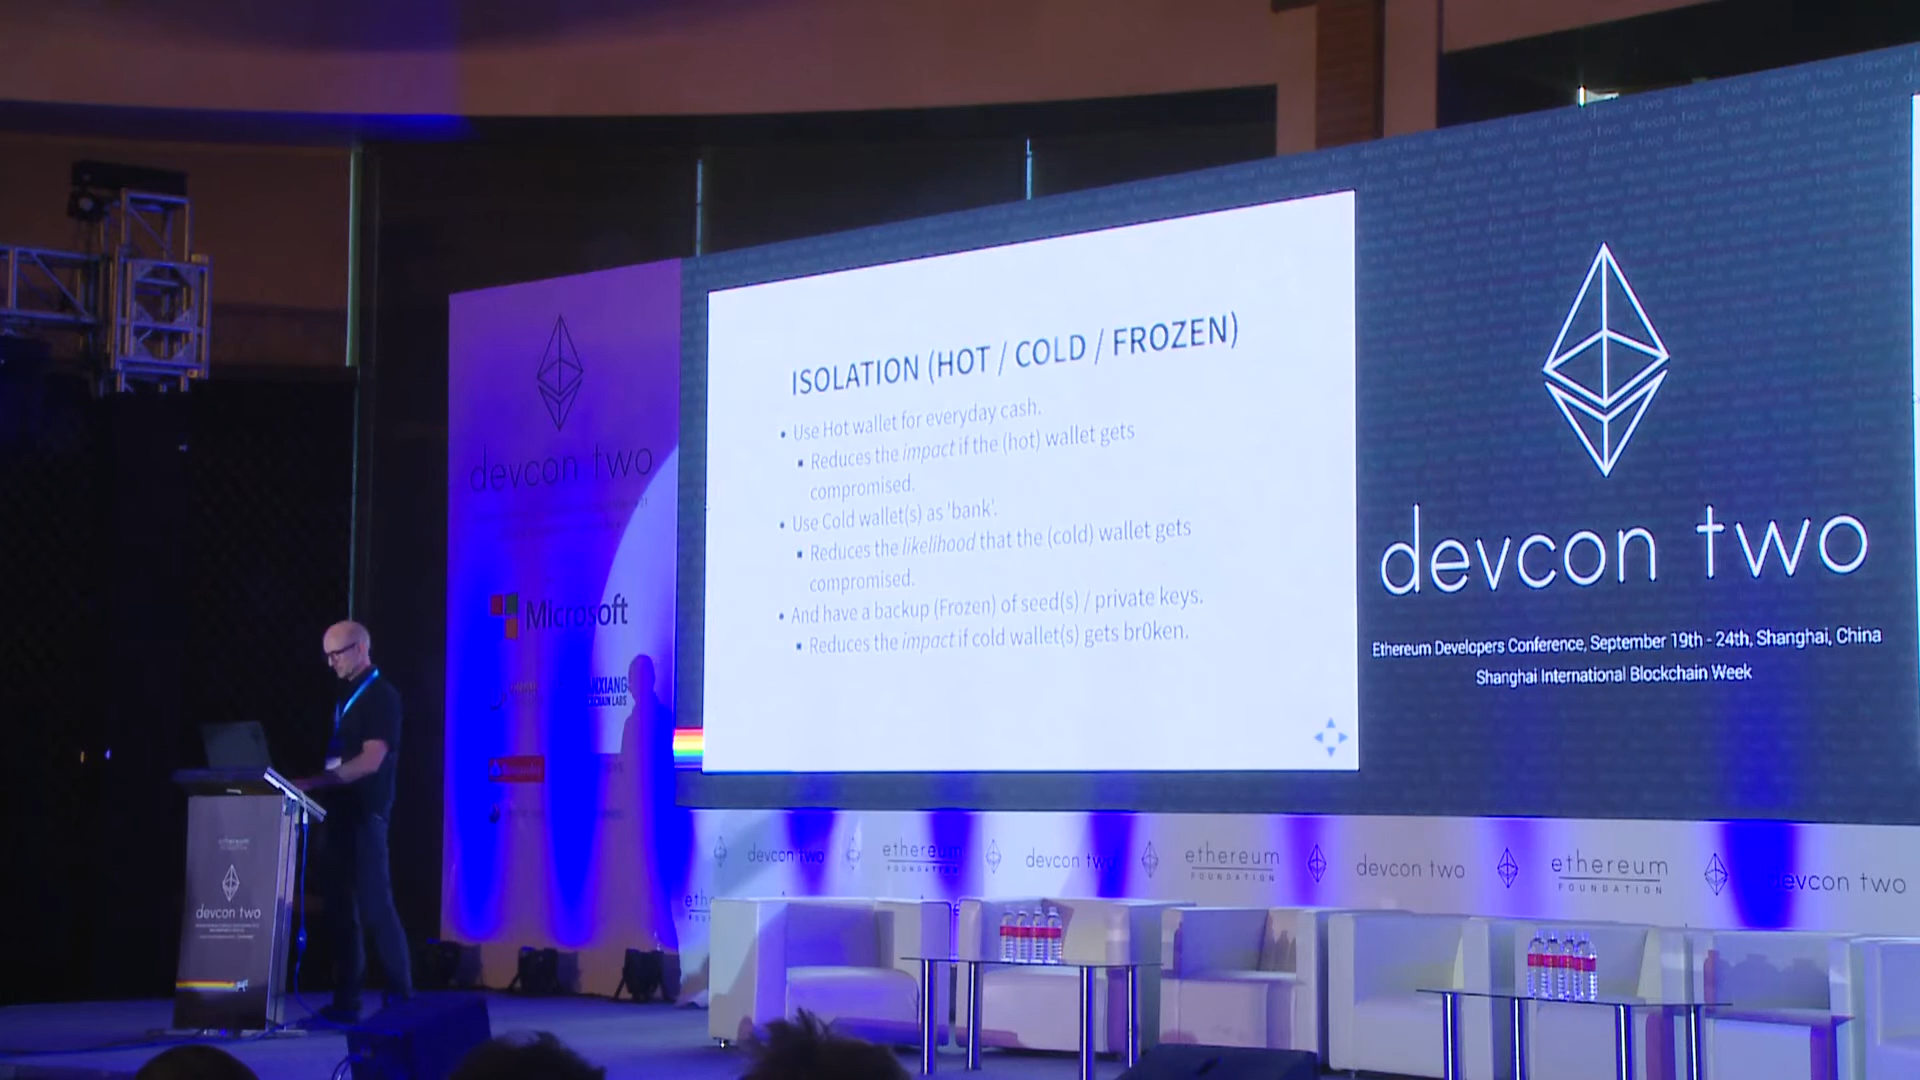 ISOLATION (HOT / COLD / FROZEN)
• Use Hot wallet for everyday cash.
▪ Reduces the impact if the (hot) wallet gets
compromised.
• Use Cold wallet(s) as 'bank'.
▪ Reduces the likelihood that the (cold) wallet gets
compromised.
• And have a backup (Frozen) of seed(s) / private keys.
▪ Reduces the impact if cold wallet(s) gets br0ken.
devcon two
Ethereum Developers Conference, September 19th - 24th, Shanghai, China
Shanghai International Blockchain Week
devcon two
Microsoft
devcon two
ethereum
FOUNDATION
devcon two
ethereum
FOUNDATION
devcon two
ethereum
FOUNDATION
devcon two
ethereum
devcon two